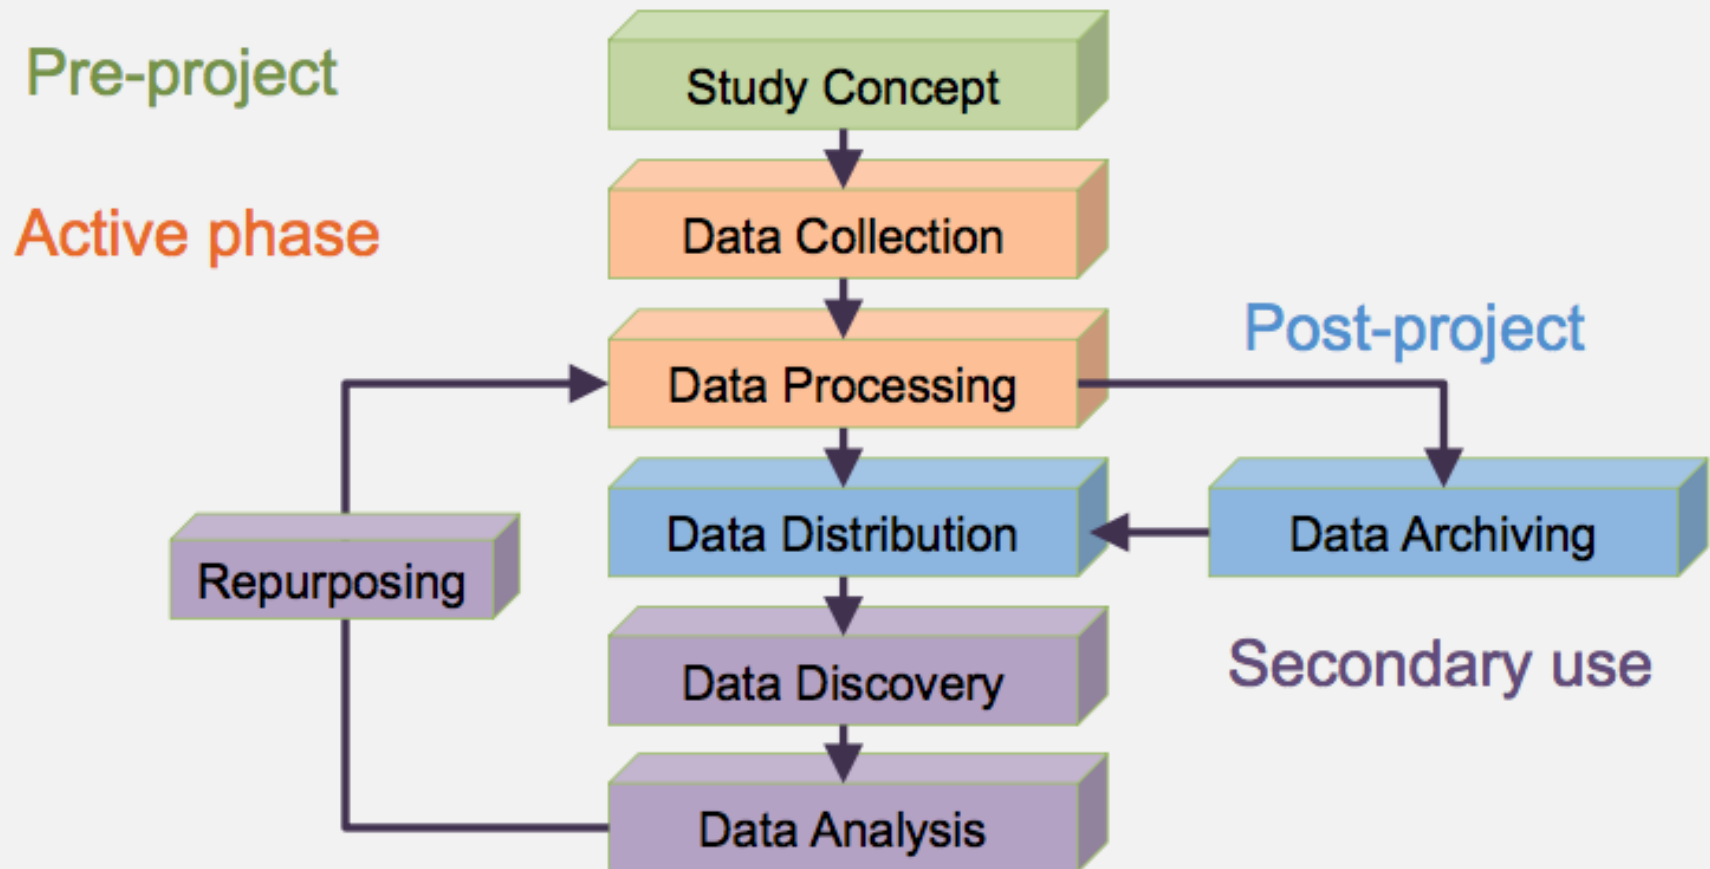 Pre-project
Study Concept
Active phase
Data Collection
Data Processing
Post-project
Data Distribution
Data Archiving
Repurposing
Data Discovery
Secondary use
Data Analysis